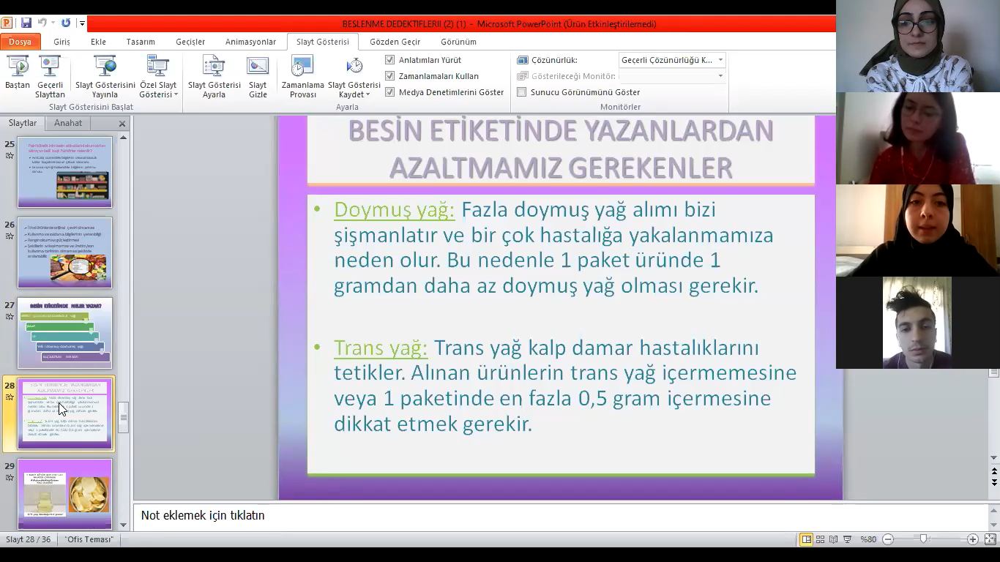 BESLENME DEDEKTIFLERII (2) (1) - Microsoft PowerPoint (Ürün Etkinleştirilemedi)
Dosya Giriş Ekle Tasarım Geçişler Animasyonlar Slayt Gösterisi Gözden Geçir Görünüm
Baştan
Geçerli Slayttan
Slayt Gösterisini Yayınla
Özel Slayt Gösterisi
Slayt Gösterisini Başlat
Slayt Gösterisi Ayarla
Slayt Gizle
Zamanlama Provası
Slayt Gösterisi Kaydet
Anlatımları Yürüt
Zamanlamaları Kullan
Medya Denetimlerini Göster
Ayarla
Çözünürlük: Geçerli Çözünürlüğü K...
Gösterileceği Monitör:
Sunucu Görünümünü Göster
Monitörler
Slaytlar Anahat
25
26
27
BESİN ETİKETİNDE NELER YAZAR?
28
29
BESİN ETİKETİNDE YAZANLARDAN
AZALTMAMIZ GEREKENLER
• Doymuş yağ: Fazla doymuş yağ alımı bizi
şişmanlatır ve bir çok hastalığa yakalanmamıza
neden olur. Bu nedenle 1 paket üründe 1
gramdan daha az doymuş yağ olması gerekir.
• Trans yağ: Trans yağ kalp damar hastalıklarını
tetikler. Alınan ürünlerin trans yağ içermemesine
veya 1 paketinde en fazla 0,5 gram içermesine
dikkat etmek gerekir.
Not eklemek için tıklatın
Slayt 28 / 36 "Ofis Teması" %80